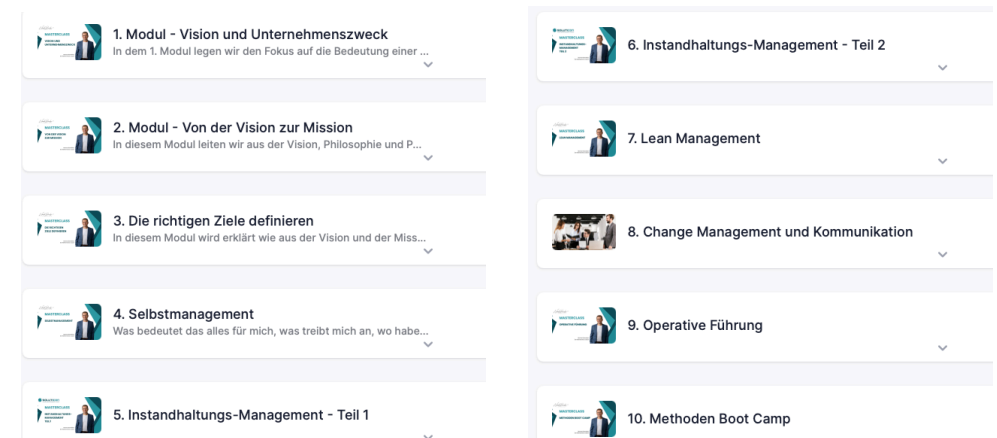 1. Modul - Vision und Unternehmenszweck
In dem 1. Modul legen wir den Fokus auf die Bedeutung einer ...
2. Modul - Von der Vision zur Mission
In diesem Modul leiten wir aus der Vision, Philosophie und P...
3. Die richtigen Ziele definieren
In diesem Modul wird erklärt wie aus der Vision und der Miss...
4. Selbstmanagement
Was bedeutet das alles für mich, was treibt mich an, wo habe...
5. Instandhaltungs-Management - Teil 1
6. Instandhaltungs-Management - Teil 2
7. Lean Management
8. Change Management und Kommunikation
9. Operative Führung
10. Methoden Boot Camp